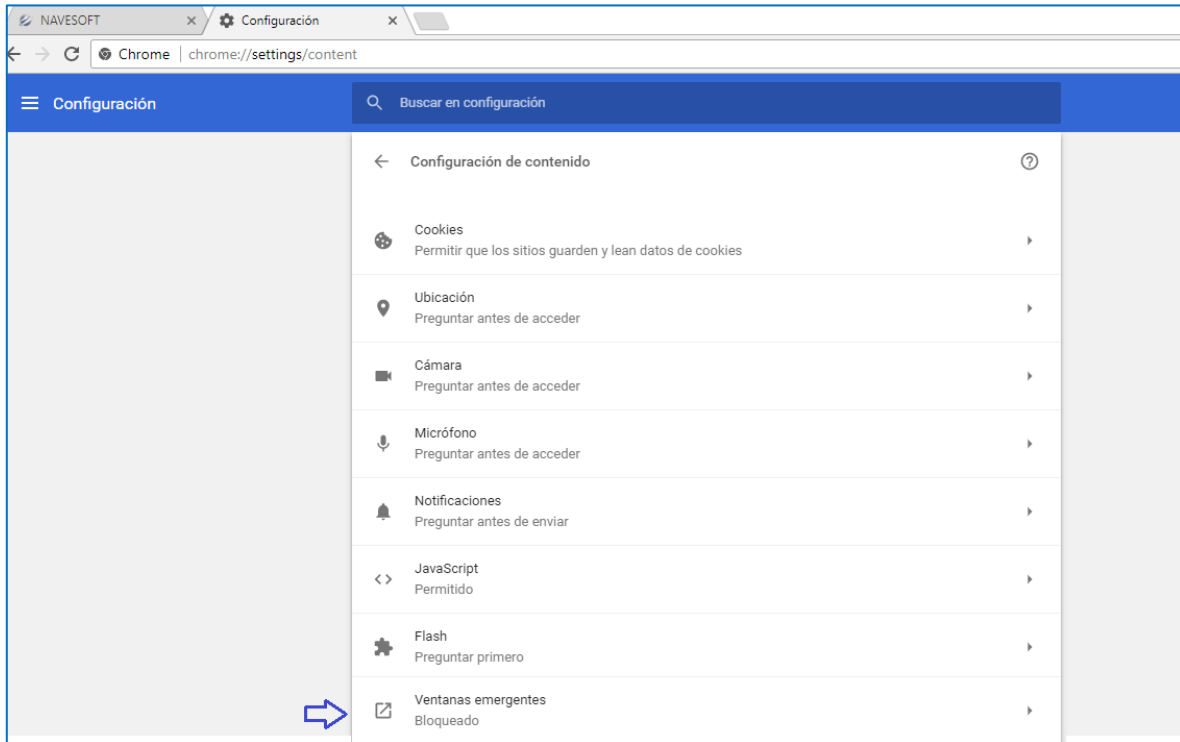 NAVESOFT
Configuración
Chrome | chrome://settings/content
Configuración
Buscar en configuración
Configuración de contenido
Cookies
Permitir que los sitios guarden y lean datos de cookies
Ubicación
Preguntar antes de acceder
Cámara
Preguntar antes de acceder
Micrófono
Preguntar antes de acceder
Notificaciones
Preguntar antes de enviar
JavaScript
Permitido
Flash
Preguntar primero
Ventanas emergentes
Bloqueado